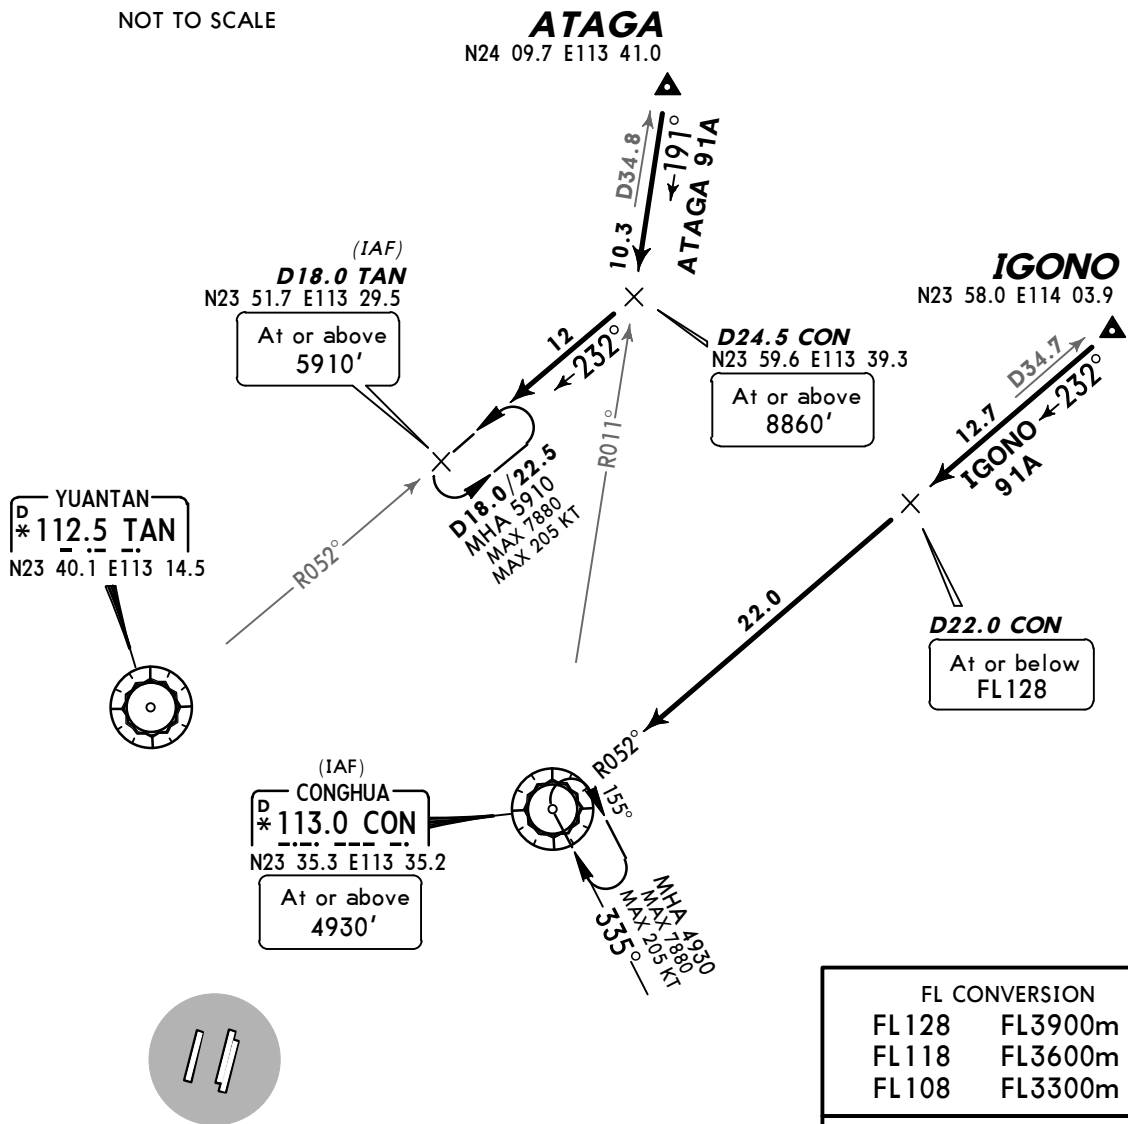 NOT TO SCALE
ATAGA
N24 09.7 E113 41.0
D34.8
191°
ATAGA 91A
10.3
(IAF)
D18.0 TAN
N23 51.7 E113 29.5
At or above
5910'
12
232°
D24.5 CON
N23 59.6 E113 39.3
At or above
8860'
IGONO
N23 58.0 E114 03.9
D34.7
232°
12.7
IGONO
91A
R011°
D18.0/22.5
MHA 5910
MAX 7880
MAX 205 KT
YUANTAN
D
* 112.5 TAN
N23 40.1 E113 14.5
R052°
22.0
D22.0 CON
At or below
FL128
R052°
155°
(IAF)
CONGHUA
D
* 113.0 CON
N23 35.3 E113 35.2
At or above
4930'
335°
MHA 4930
MAX 7880
MAX 205 KT
FL CONVERSION
FL128 FL3900m
FL118 FL3600m
FL108 FL3300m